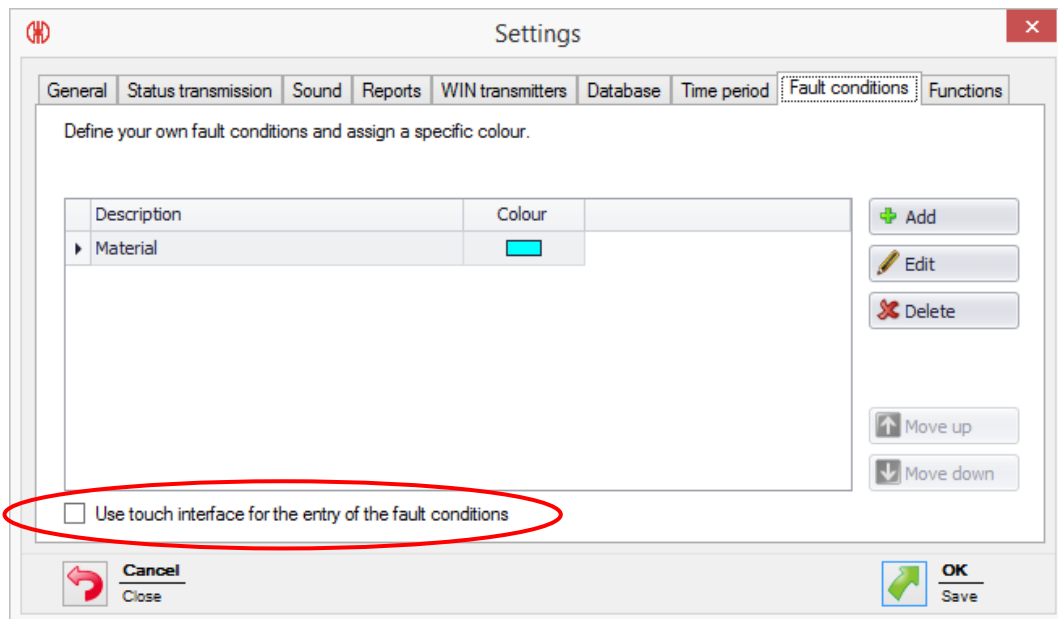 Settings
General Status transmission Sound Reports WIN transmitters Database Time period Fault conditions Functions
Define your own fault conditions and assign a specific colour.
Description Colour
Material
Add
Edit
Delete
Move up
Move down
Use touch interface for the entry of the fault conditions
Cancel
Close
OK
Save